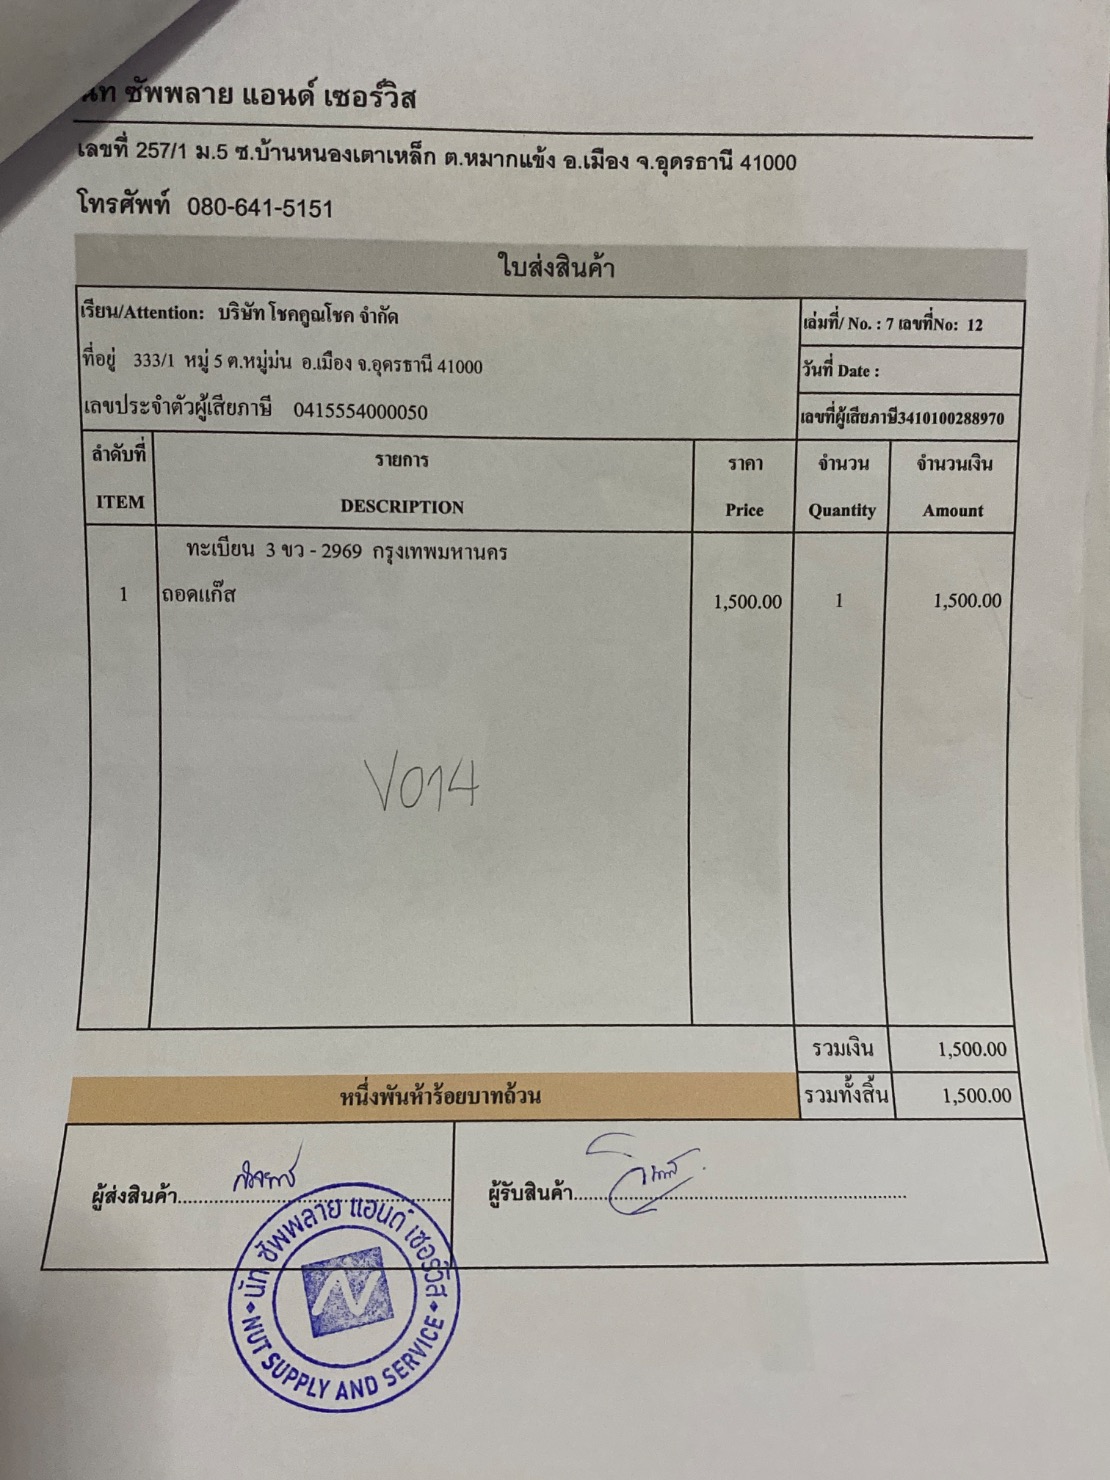 นัท ซัพพลาย แอนด์ เซอร์วิส
เลขที่ 257/1 ม.5 ซ.บ้านหนองเตาเหล็ก ต.หมากแข้ง อ.เมือง จ.อุดรธานี 41000
โทรศัพท์ 080-641-5151
ใบส่งสินค้า
เรียน/Attention: บริษัท โชคคูณโชค จำกัด
เล่มที่/ No. : 7 เลขที่No: 12
ที่อยู่ 333/1 หมู่ 5 ต.หมู่ม่น อ.เมือง จ.อุดรธานี 41000
วันที่ Date :
เลขประจำตัวผู้เสียภาษี 0415554000050
เลขที่ผู้เสียภาษี3410100288970
ลำดับที่ รายการ ราคา จำนวน จำนวนเงิน
ITEM DESCRIPTION Price Quantity Amount
ทะเบียน 3 ขว - 2969 กรุงเทพมหานคร
1 ถอดแก๊ส 1,500.00 1 1,500.00
V014
รวมเงิน 1,500.00
หนึ่งพันห้าร้อยบาทถ้วน รวมทั้งสิ้น 1,500.00
ผู้ส่งสินค้า
ผู้รับสินค้า
นัท ซัพพลาย แอนด์ เซอร์วิส
N
NUT SUPPLY AND SERVICE